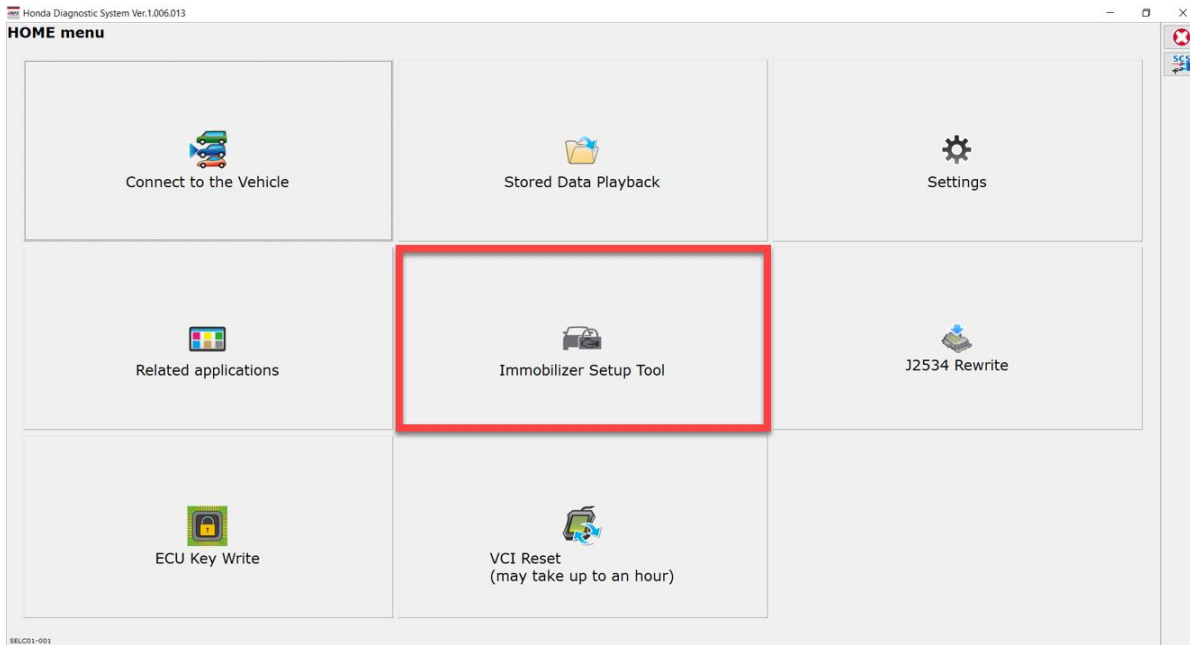 Honda Diagnostic System Ver.1.006.013
HOME menu
SCS
Connect to the Vehicle
Stored Data Playback
Settings
Related applications
Immobilizer Setup Tool
J2534 Rewrite
ECU Key Write
VCI Reset
(may take up to an hour)
SELC01-001